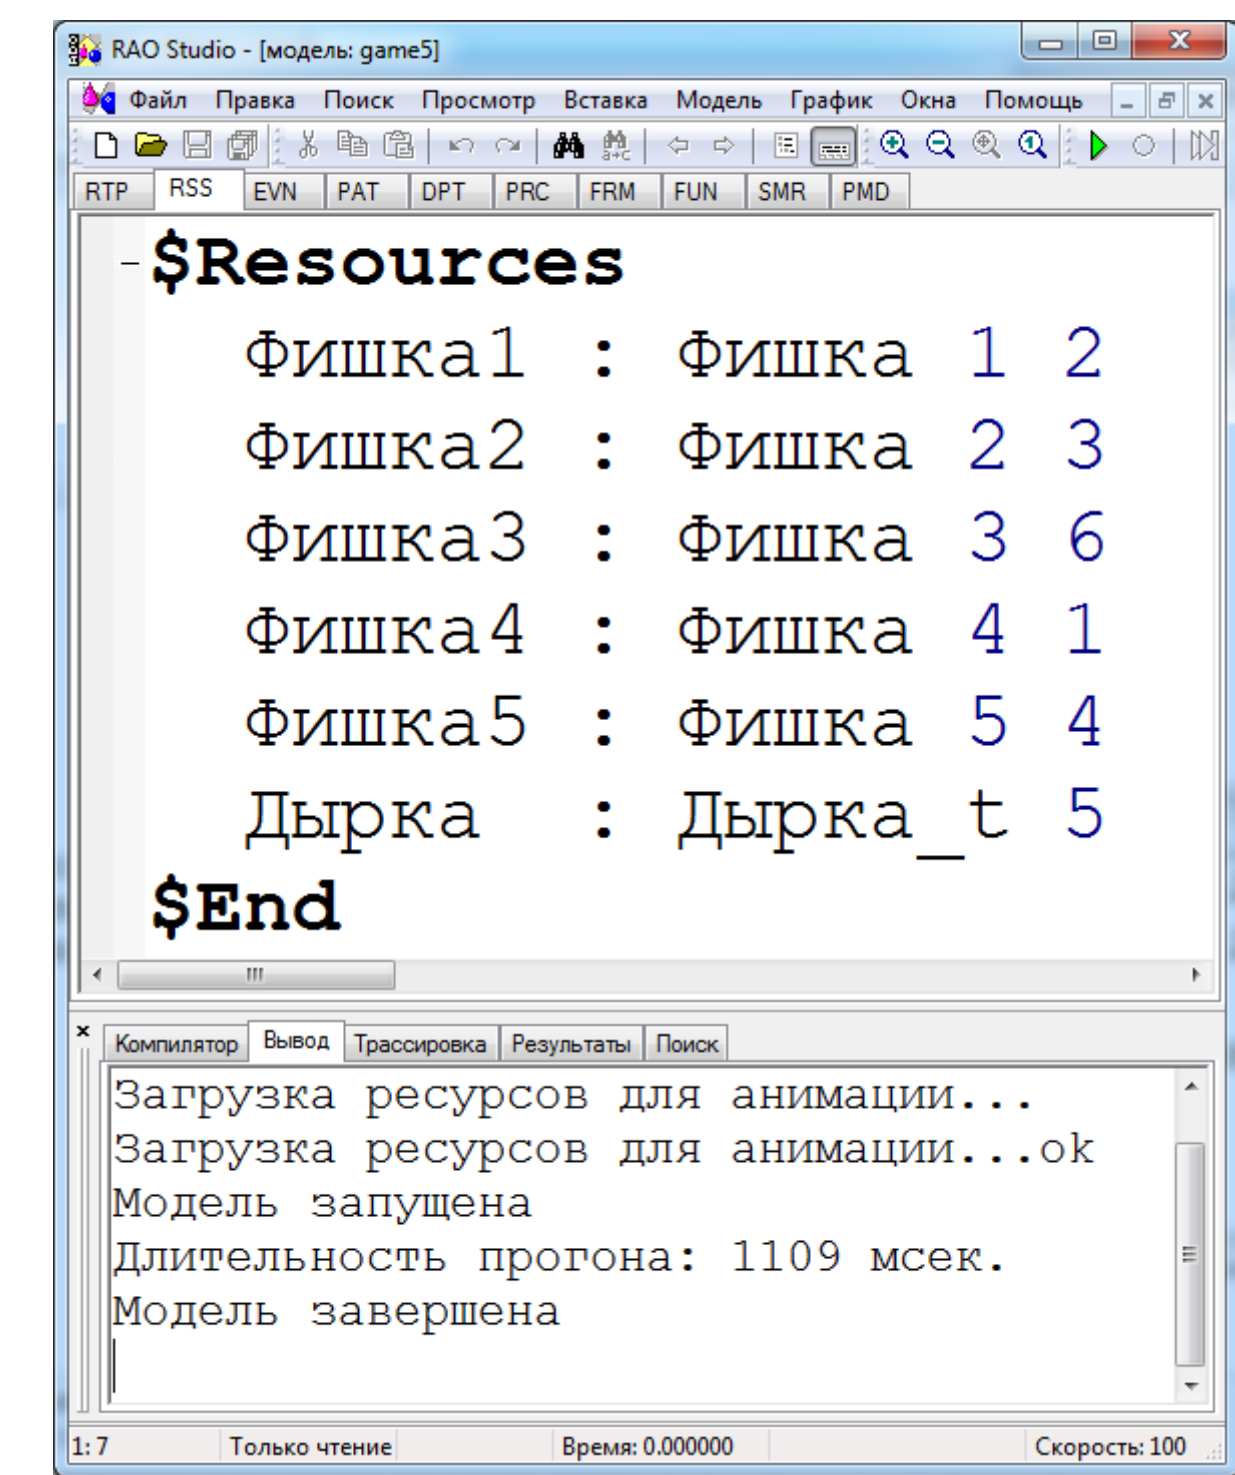 RAO Studio - [модель: game5]
Файл Правка Поиск Просмотр Вставка Модель График Окна Помощь
RTP RSS EVN PAT DPT PRC FRM FUN SMR PMD
$Resources
Фишка1 : Фишка 1 2
Фишка2 : Фишка 2 3
Фишка3 : Фишка 3 6
Фишка4 : Фишка 4 1
Фишка5 : Фишка 5 4
Дырка : Дырка_t 5
$End
Компилятор Вывод Трассировка Результаты Поиск
Загрузка ресурсов для анимации...
Загрузка ресурсов для анимации...ok
Модель запущена
Длительность прогона: 1109 мсек.
Модель завершена
1: 7 Только чтение Время: 0.000000 Скорость: 100